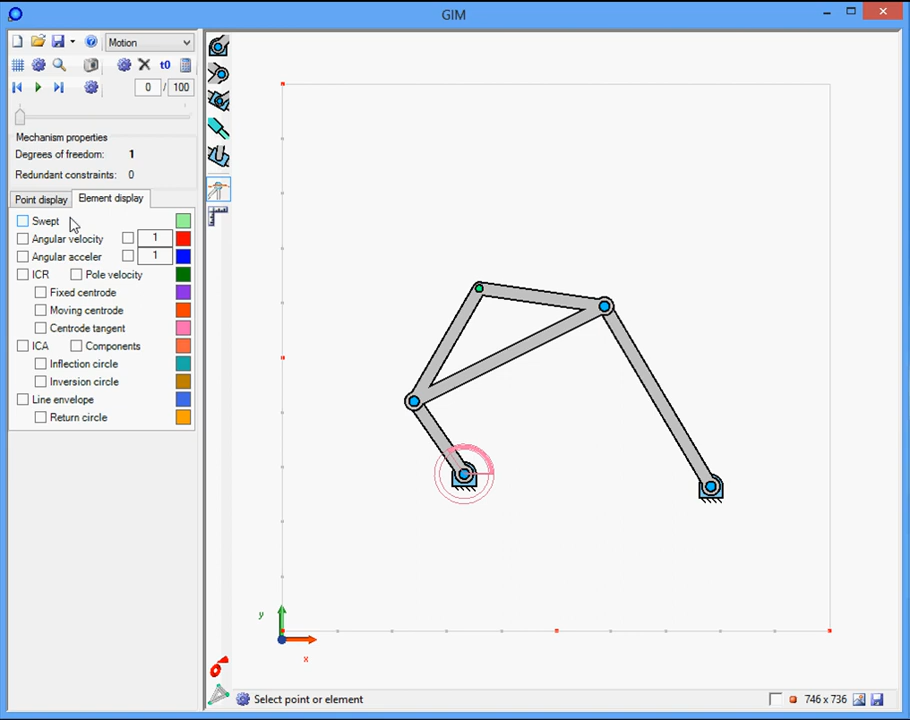 GIM
Motion
t0
0 / 100
Mechanism properties
Degrees of freedom: 1
Redundant constraints: 0
Point display Element display
Swept
Angular velocity 1
Angular acceler 1
ICR Pole velocity
Fixed centrode
Moving centrode
Centrode tangent
ICA Components
Inflection circle
Inversion circle
Line envelope
Return circle
y
x
Select point or element 746 x 736